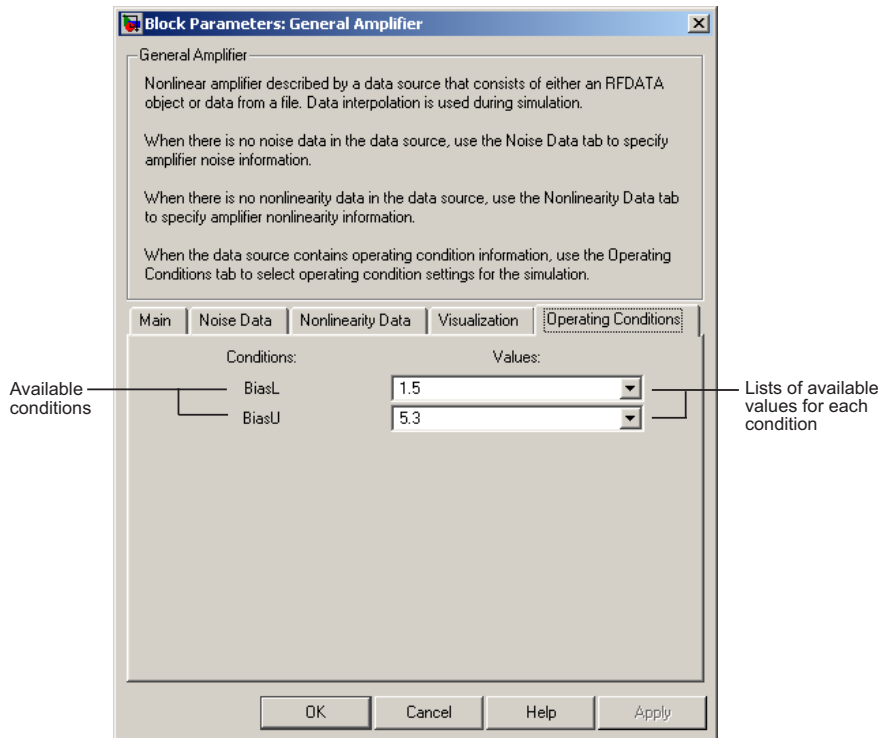 Block Parameters: General Amplifier
General Amplifier
Nonlinear amplifier described by a data source that consists of either an RFDATA
object or data from a file. Data interpolation is used during simulation.
When there is no noise data in the data source, use the Noise Data tab to specify
amplifier noise information.
When there is no nonlinearity data in the data source, use the Nonlinearity Data tab
to specify amplifier nonlinearity information.
When the data source contains operating condition information, use the Operating
Conditions tab to select operating condition settings for the simulation.
Main Noise Data Nonlinearity Data Visualization Operating Conditions
Conditions: Values:
Available
conditions
BiasL 1.5
BiasU 5.3
Lists of available
values for each
condition
OK Cancel Help Apply